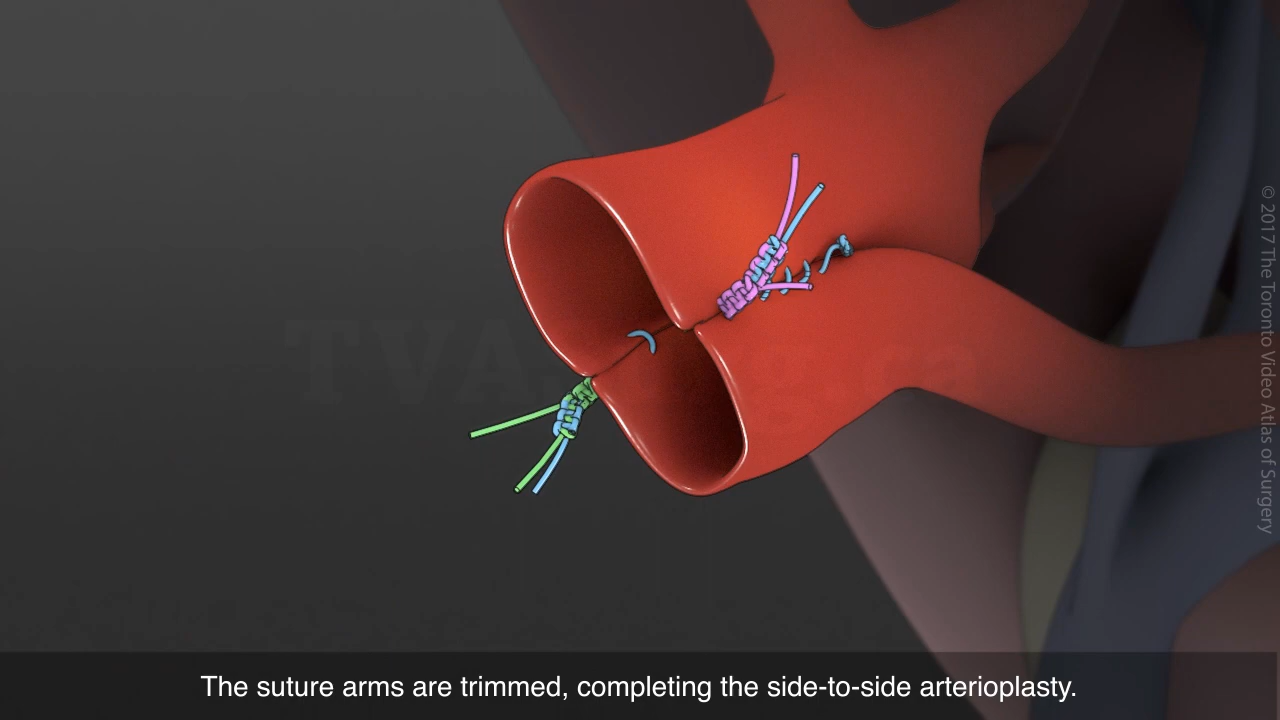 © 2017 The Toronto Video Atlas of Surgery
The suture arms are trimmed, completing the side-to-side arterioplasty.